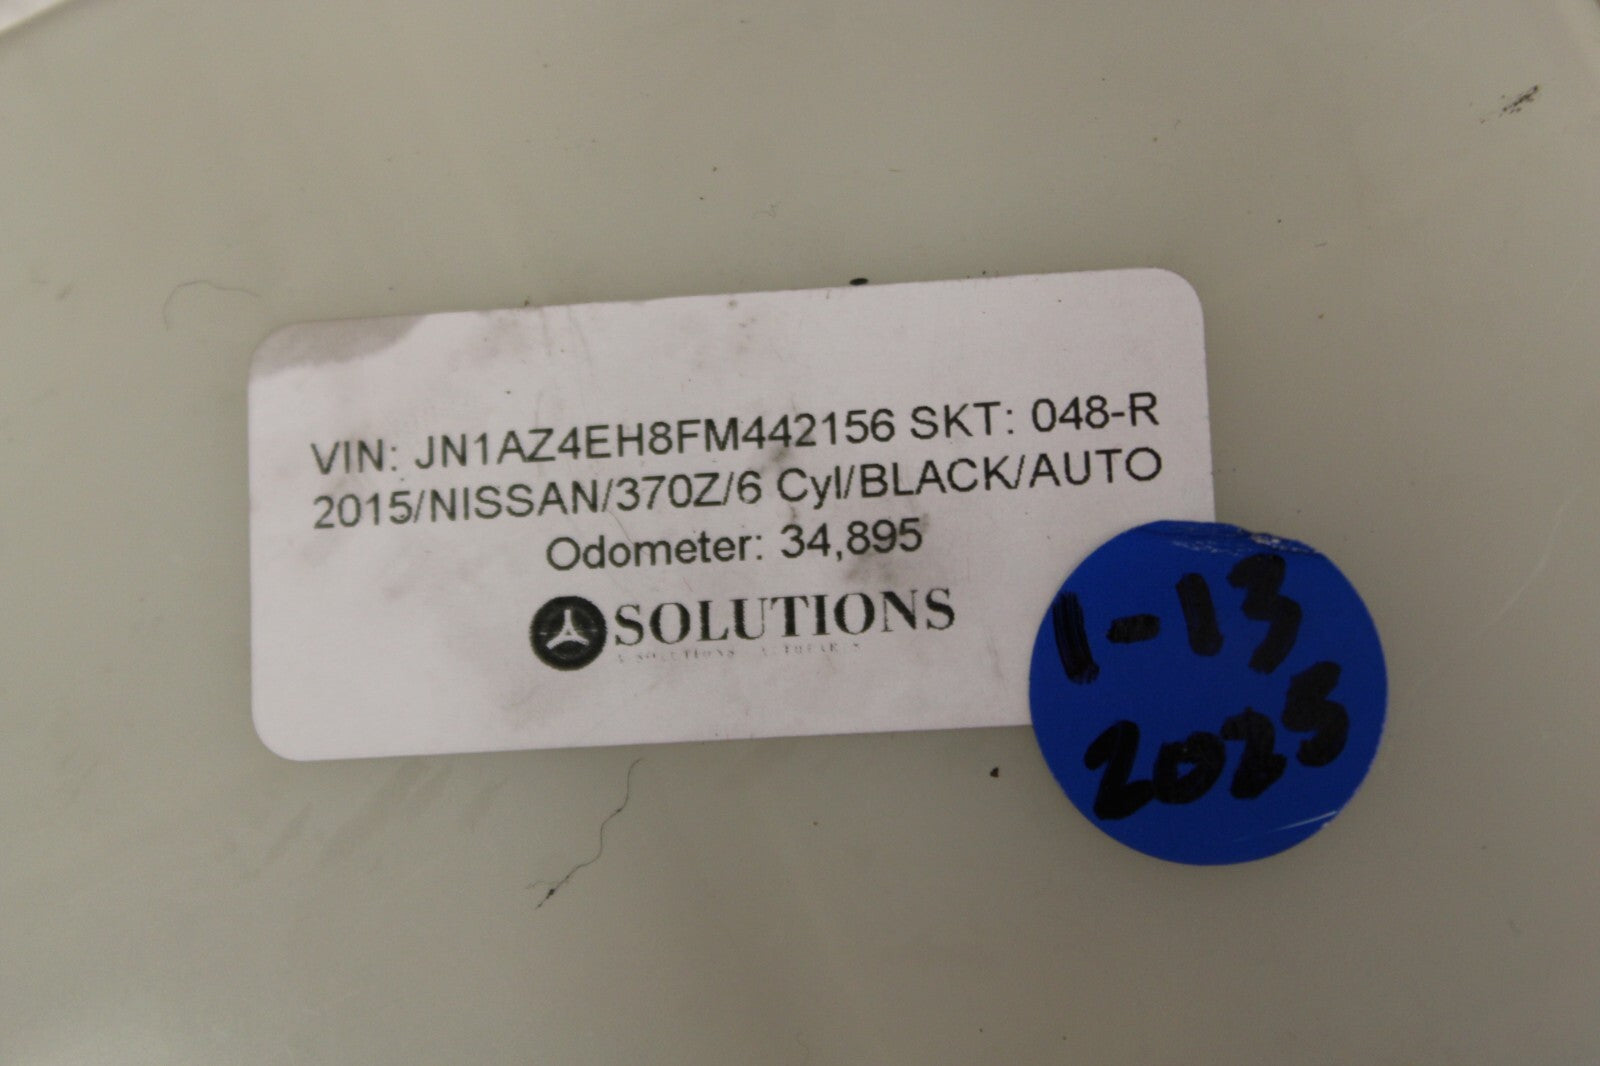 VIN: JN1AZ4EH8FM442156 SKT: 048-R
2015/NISSAN/370Z/6 Cyl/BLACK/AUTO
Odometer: 34,895
SOLUTIONS
1-13
2025